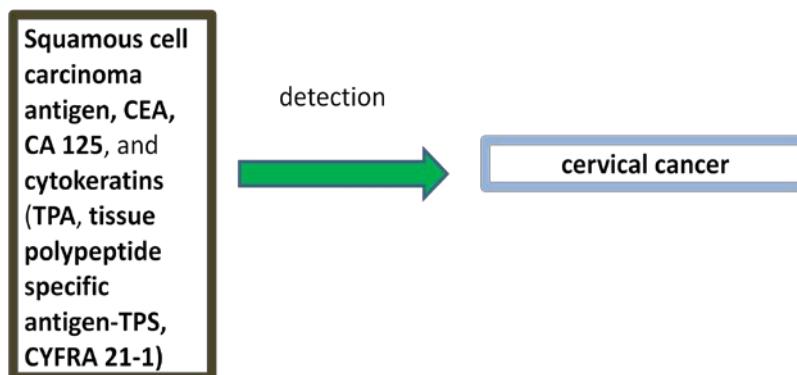 Squamous cell
carcinoma
antigen, CEA,
CA 125, and
cytokeratins
(TPA, tissue
polypeptide
specific
antigen-TPS,
CYFRA 21-1)
detection
cervical cancer